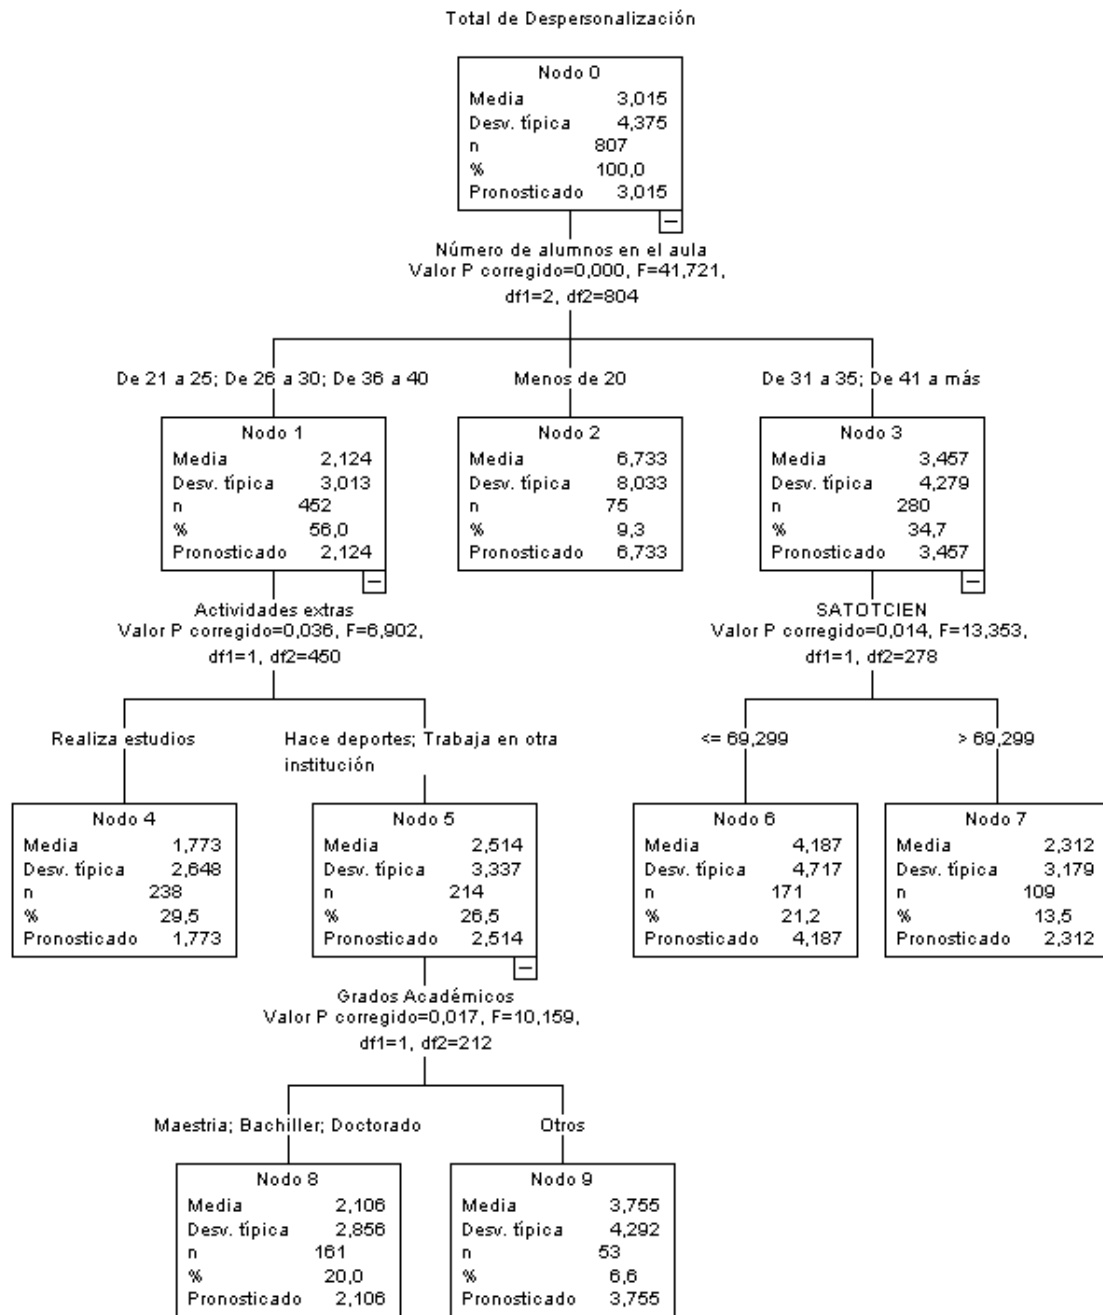 Total de Despersonalización
Nodo 0
Media 3,015
Desv. típica 4,375
n 807
% 100,0
Pronosticado 3,015
Número de alumnos en el aula
Valor P corregido=0,000, F=41,721,
df1=2, df2=804
De 21 a 25; De 26 a 30; De 36 a 40
Menos de 20
De 31 a 35; De 41 a más
Nodo 1
Media 2,124
Desv. típica 3,013
n 452
% 56,0
Pronosticado 2,124
Nodo 2
Media 6,733
Desv. típica 8,033
n 75
% 9,3
Pronosticado 6,733
Nodo 3
Media 3,457
Desv. típica 4,279
n 280
% 34,7
Pronosticado 3,457
Actividades extras
Valor P corregido=0,036, F=6,902,
df1=1, df2=450
SATOTCIEN
Valor P corregido=0,014, F=13,353,
df1=1, df2=278
Realiza estudios
Hace deportes; Trabaja en otra
institución
<= 69,299
> 69,299
Nodo 4
Media 1,773
Desv. típica 2,648
n 238
% 29,5
Pronosticado 1,773
Nodo 5
Media 2,514
Desv. típica 3,337
n 214
% 26,5
Pronosticado 2,514
Nodo 6
Media 4,187
Desv. típica 4,717
n 171
% 21,2
Pronosticado 4,187
Nodo 7
Media 2,312
Desv. típica 3,179
n 109
% 13,5
Pronosticado 2,312
Grados Académicos
Valor P corregido=0,017, F=10,159,
df1=1, df2=212
Maestria; Bachiller; Doctorado
Otros
Nodo 8
Media 2,106
Desv. típica 2,856
n 161
% 20,0
Pronosticado 2,106
Nodo 9
Media 3,755
Desv. típica 4,292
n 53
% 6,6
Pronosticado 3,755